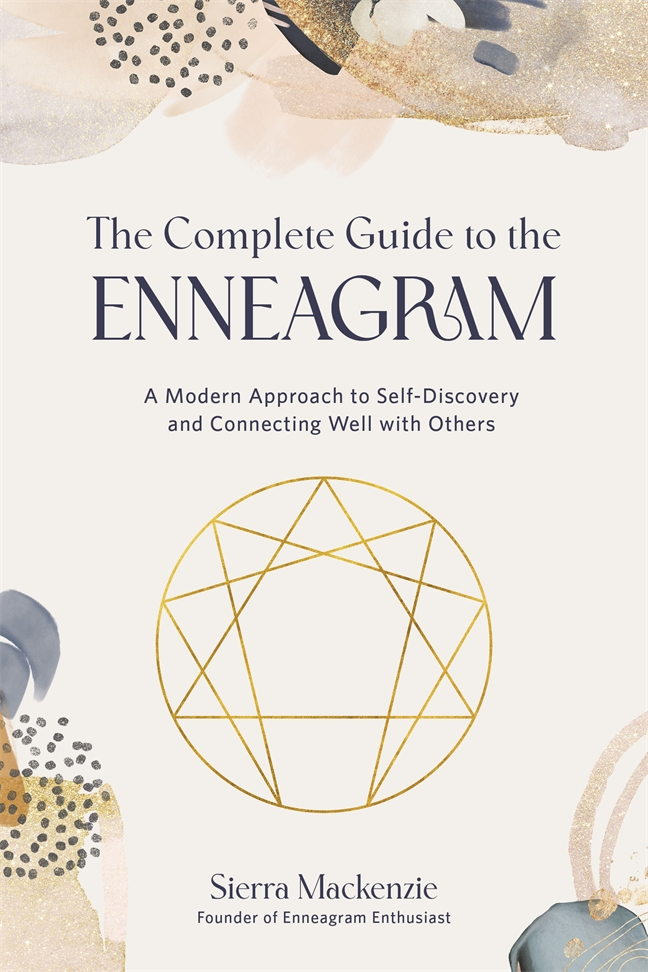 The Complete Guide to the
ENNEAGRAM
A Modern Approach to Self-Discovery
and Connecting Well with Others
Sierra Mackenzie
Founder of Enneagram Enthusiast